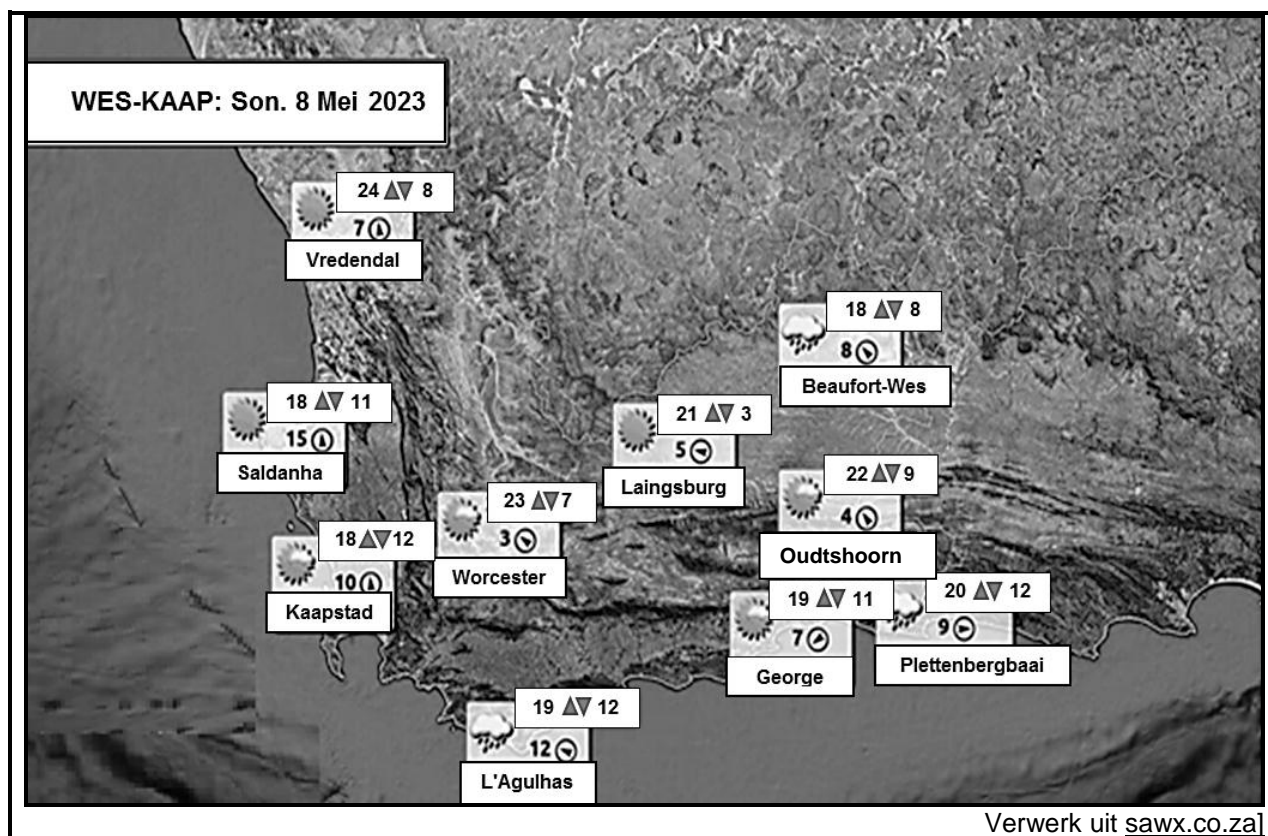 WES-KAAP: Son. 8 Mei 2023
24 8
7
Vredendal
18 8
8
Beaufort-Wes
18 11
15
Saldanha
21 3
5
Laingsburg
22 9
4
Oudtshoorn
23 7
3
Worcester
18 12
10
Kaapstad
19 11
7
George
20 12
9
Plettenbergbaai
19 12
12
L'Agulhas
Verwerk uit sawx.co.za]